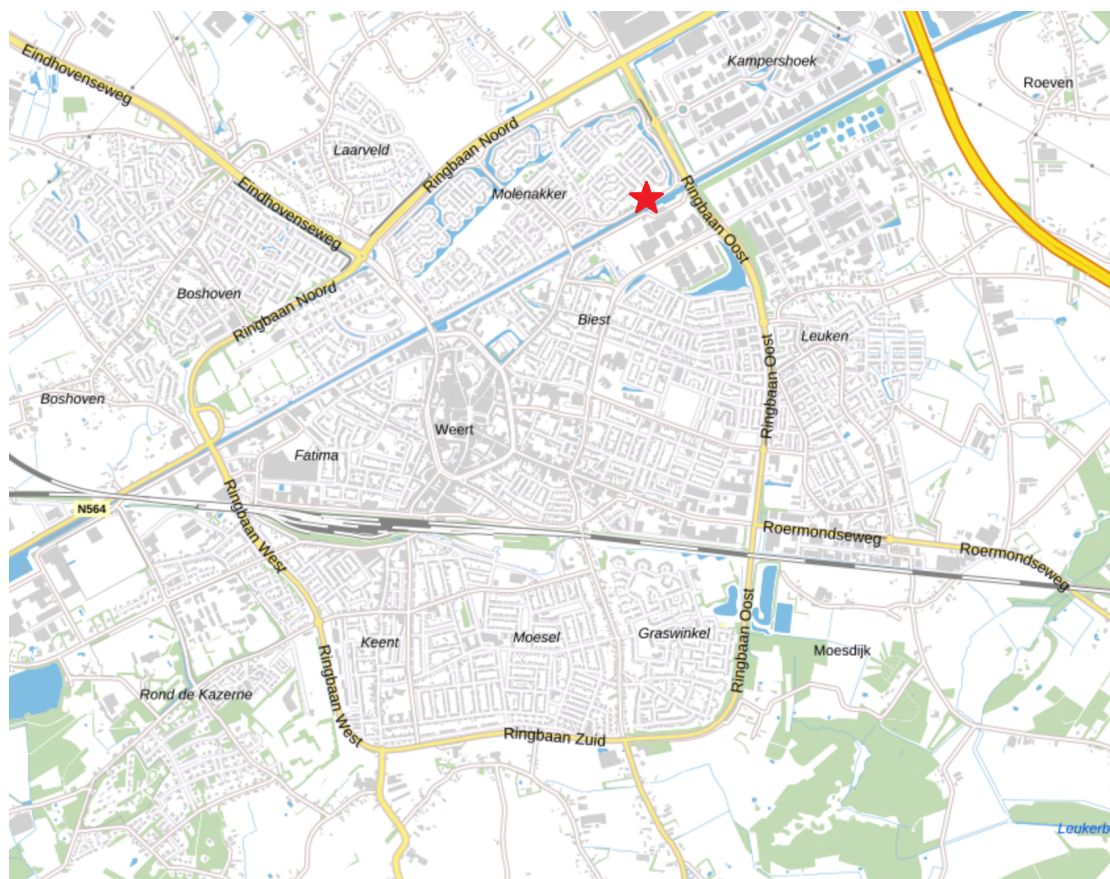 Kampershoek
Roeven
Eindhovenseweg
Laarveld
Ringbaan Noord
Molenakker
Eindhovenseweg
Ringbaan Oost
Boshoven
Ringbaan Noord
Biest
Leuken
Ringbaan Oost
Boshoven
Weert
Fatima
N564
Ringbaan West
Roermondseweg
Roermondseweg
Ringbaan Oost
Keent
Moesel
Graswinkel
Moesdijk
Rond de Kazerne
Ringbaan West
Ringbaan Zuid
Leukerb